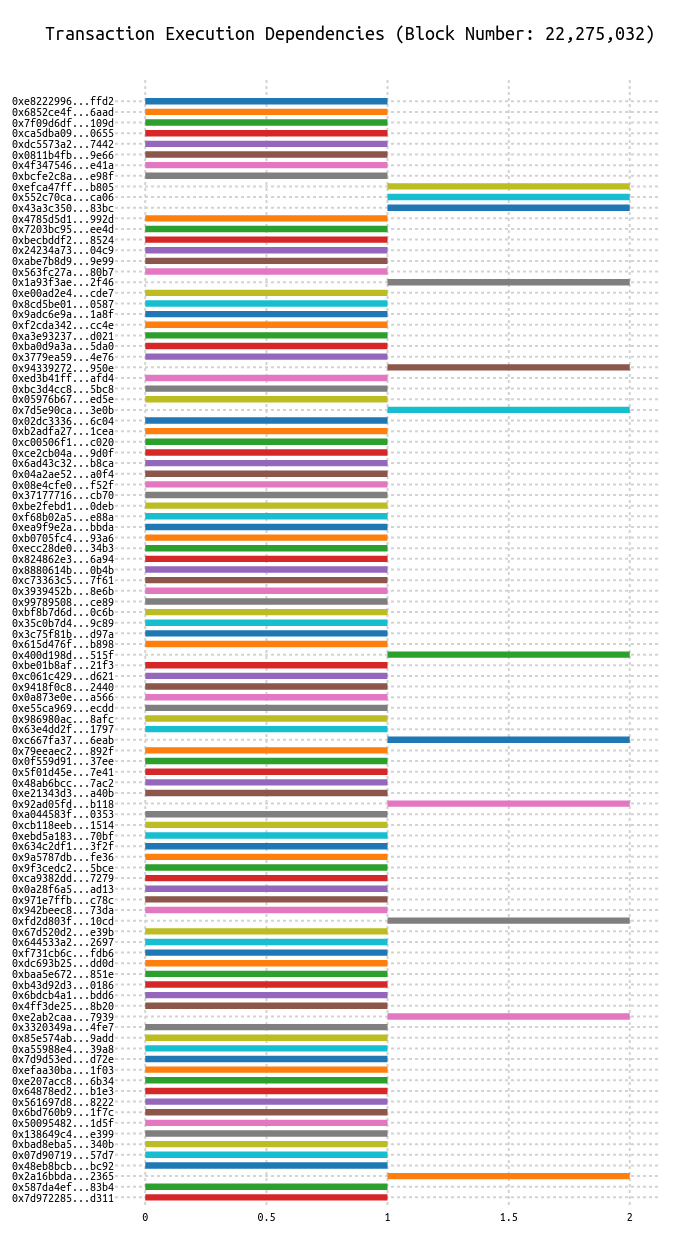 Transaction Execution Dependencies (Block Number: 22,275,032)
0xe8222996...ffd2
0x6852ce4f...6aad
0x7f09d6df...109d
0xca5dba09...0655
0xdc5573a2...7442
0x0811b4fb...9e66
0x4f347546...e41a
0xbcfe2c8a...e98f
0xefca47ff...b805
0x552c70ca...ca06
0x43a3c350...83bc
0x4785d5d1...992d
0x7203bc95...ee4d
0xbecbddf2...8524
0x24234a73...04c9
0xabe7b8d9...9e99
0x563fc27a...80b7
0x1a93f3ae...2f46
0xe00ad2e4...cde7
0x8cd5be01...0587
0x9adc6e9a...1a8f
0xf2cda342...cc4e
0xa3e93237...d021
0xba0d9a3a...5da0
0x3779ea59...4e76
0x94339272...950e
0xed3b41ff...afd4
0xbc3d4cc8...5bc8
0x05976b67...ed5e
0x7d5e90ca...3e0b
0x02dc3336...6c04
0xb2adfa27...1cea
0xc00506f1...c020
0xce2cb04a...9d0f
0x6ad43c32...b8ca
0x04a2ae52...a0f4
0x08e4cfe0...f52f
0x37177716...cb70
0xbe2febd1...0deb
0xf68b02a5...e88a
0xea9f9e2a...bbda
0xb0705fc4...93a6
0xecc28de0...34b3
0x824862e3...6a94
0x8880614b...0b4b
0xc73363c5...7f61
0x3939452b...8e6b
0x99789508...ce89
0xbf8b7d6d...0c6b
0x35c0b7d4...9c89
0x3c75f81b...d97a
0x615d476f...b898
0x400d198d...515f
0xbe01b8af...21f3
0xc061c429...d621
0x9418f0c8...2440
0x0a873e0e...a566
0xe55ca969...ecdd
0x986980ac...8afc
0x63e4dd2f...1797
0xc667fa37...6eab
0x79eeaec2...892f
0x0f559d91...37ee
0x5f01d45e...7e41
0x48ab6bcc...7ac2
0xe21343d3...a40b
0x92ad05fd...b118
0xa044583f...0353
0xcb118eeb...1514
0xebd5a183...70bf
0x634c2df1...3f2f
0x9a5787db...fe36
0x9f3cedc2...5bce
0xca9382dd...7279
0x0a28f6a5...ad13
0x971e7ffb...c78c
0x942beec8...73da
0xfd2d803f...10cd
0x67d520d2...e39b
0x644533a2...2697
0xf731cb6c...fdb6
0xdc693b25...dd0d
0xbaa5e672...851e
0xb43d92d3...0186
0x6bdcb4a1...bdd6
0x4ff3de25...8b20
0xe2ab2caa...7939
0x3320349a...4fe7
0x85e574ab...9add
0xa55988e4...39a8
0x7d9d53ed...d72e
0xefaa30ba...1f03
0xe207acc8...6b34
0x64878ed2...b1e3
0x561697d8...8222
0x6bd760b9...1f7c
0x50095482...1d5f
0x138649c4...e399
0xbad8eba5...340b
0x07d90719...57d7
0x48eb8bcb...bc92
0x2a16bbda...2365
0x587da4ef...83b4
0x7d972285...d311
0 0.5 1 1.5 2